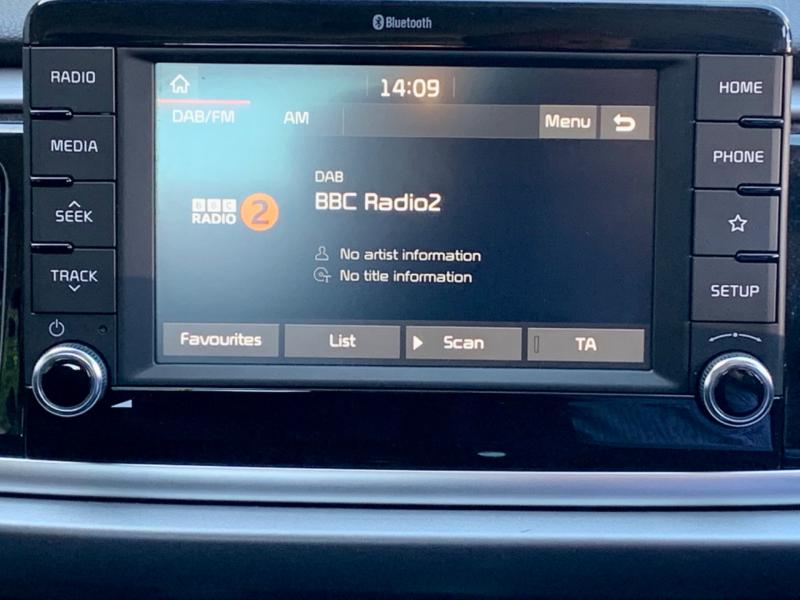 Bluetooth
RADIO
MEDIA
SEEK
TRACK
14:09
DAB/FM
AM
Menu
DAB
BBC Radio2
BBC
RADIO 2
No artist information
No title information
Favourites
List
Scan
TA
HOME
PHONE
SETUP